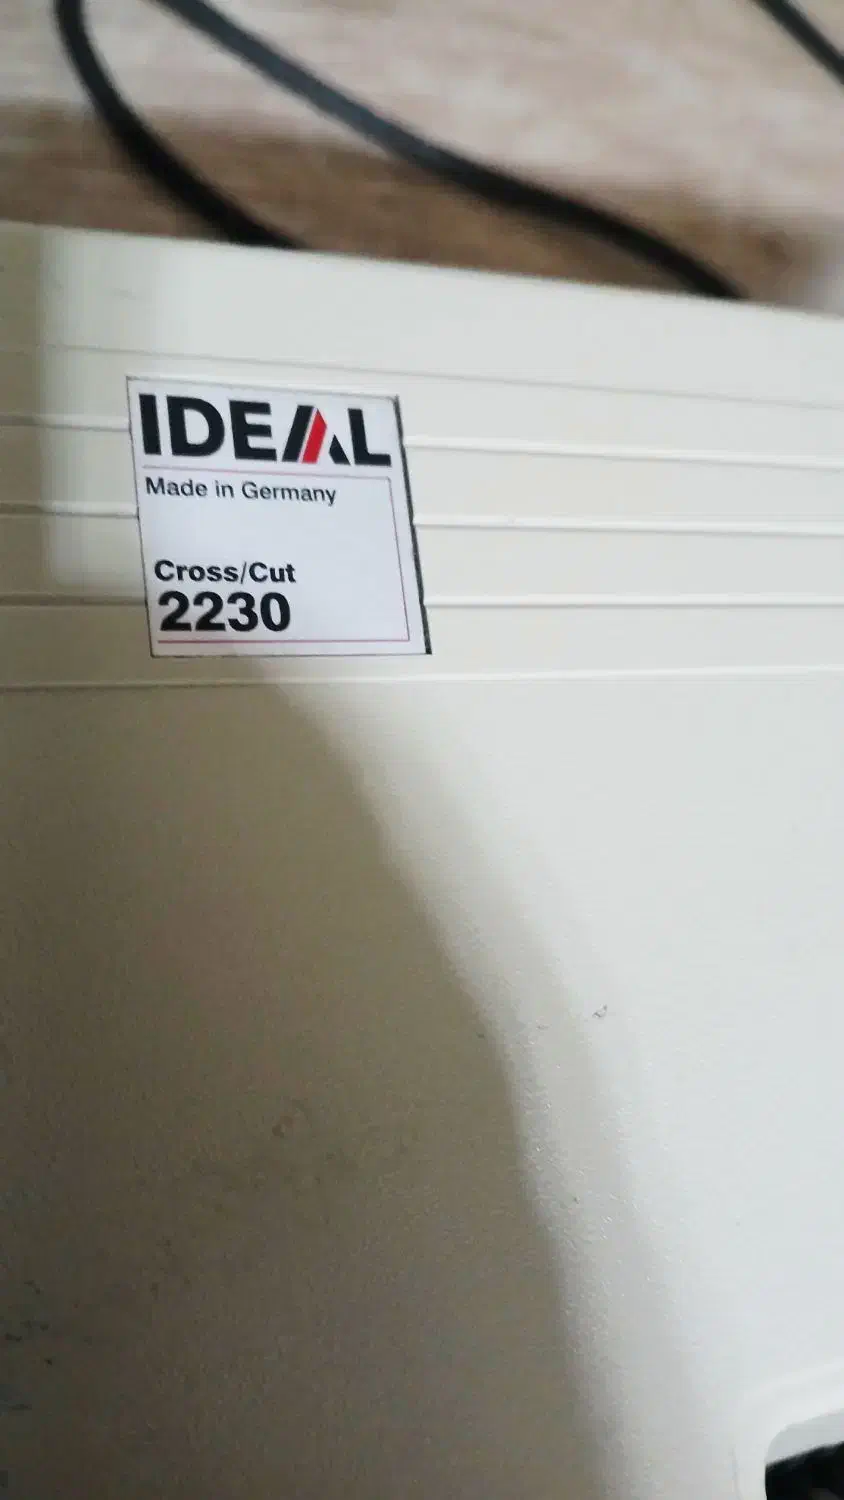 IDEAL
Made in Germany
Cross/Cut
2230